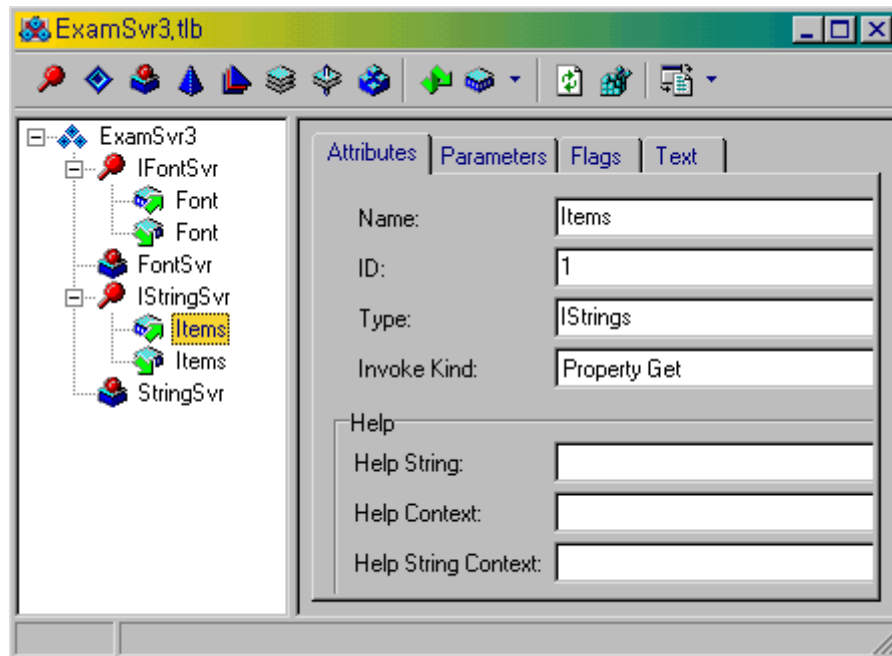 ExamSvr3.tlb
ExamSvr3
IFontSvr
Font
Font
FontSvr
IStringSvr
Items
Items
StringSvr
Attributes Parameters Flags Text
Name: Items
ID: 1
Type: IStrings
Invoke Kind: Property Get
Help
Help String:
Help Context:
Help String Context: